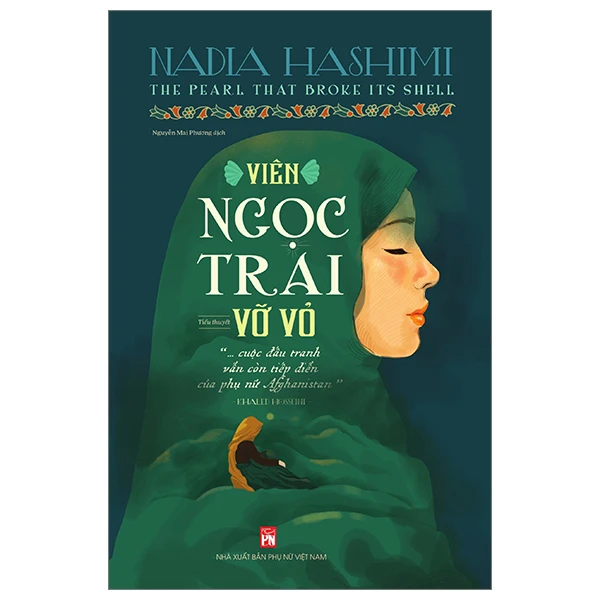 NADIA HASHIMI
THE PEARL THAT BROKE ITS SHELL
Nguyễn Mai Phương dịch
VIÊN
NGỌC
TRAI
Tiểu thuyết
VỠ VỎ
“... cuộc đấu tranh
vẫn còn tiếp diễn
của phụ nữ Afghanistan.”
- KHALED HOSSEINI -
PN
NHÀ XUẤT BẢN PHỤ NỮ VIỆT NAM